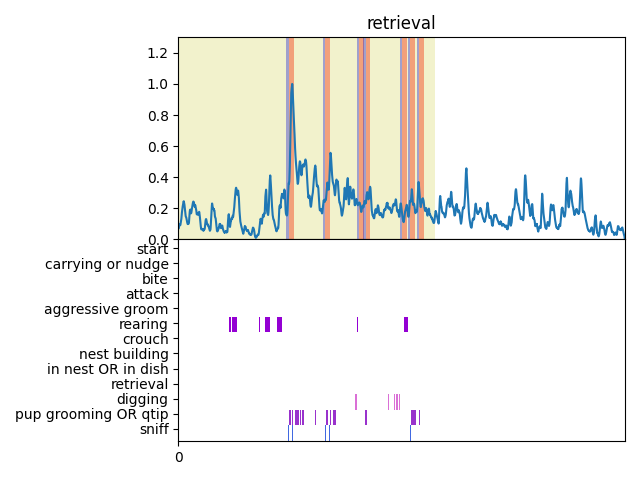 retrieval
1.2
1.0
0.8
0.6
0.4
0.2
0.0
start
carrying or nudge
bite
attack
aggressive groom
rearing
crouch
nest building
in nest OR in dish
retrieval
digging
pup grooming OR qtip
sniff
0